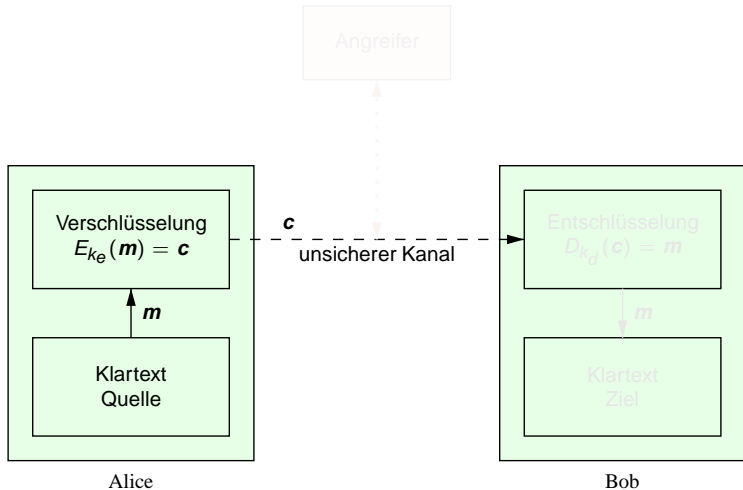 Angreifer
Verschlüsselung
E_{k_e}(m) = c
c
unsicherer Kanal
Entschlüsselung
D_{k_d}(c) = m
m
m
Klartext
Quelle
Klartext
Ziel
Alice
Bob